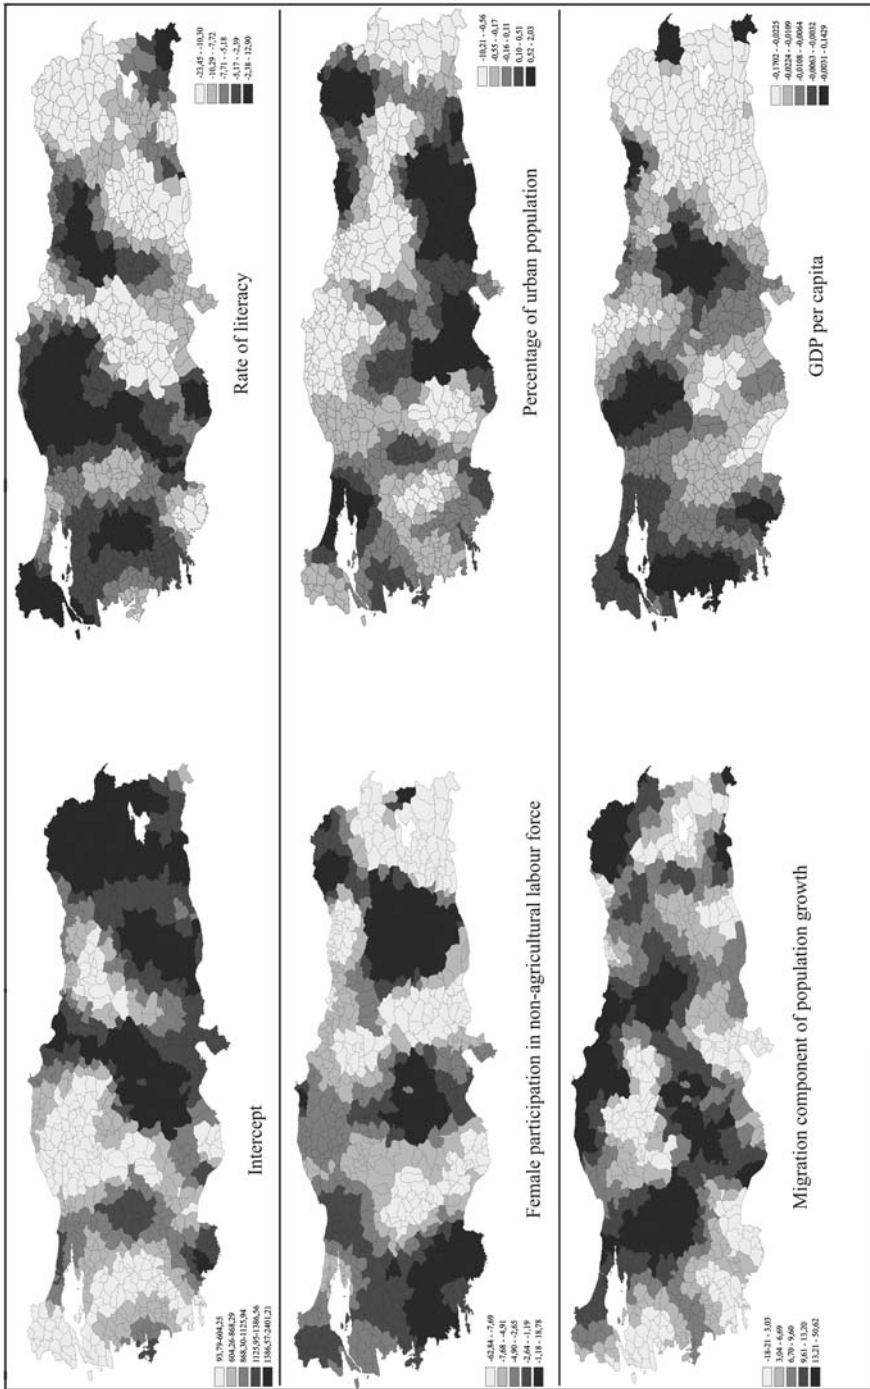 93,79-604,25
604,26-868,29
868,30-1125,94
1125,95-1386,56
1386,57-2401,21
Intercept
-23,45 - -10,30
-10,29 - -7,72
-7,71 - -5,18
-5,17 - -2,39
-2,38 - 12,90
Rate of literacy
-62,84 - -7,69
-7,68 - -4,91
-4,90 - -2,65
-2,64 - -1,19
-1,18 - 18,78
Female participation in non-agricultural labour force
-10,21 - -0,56
-0,55 - -0,17
-0,16 - 0,11
0,10 - 0,51
0,52 - 2,03
Percentage of urban population
-18-21 - 3,03
3,04 - 6,69
6,70 - 9,60
9,61 - 13,20
13,21 - 50,62
Migration component of population growth
-0,1702 - -0,0225
-0,0224 - -0,0109
-0,0108 - -0,0064
-0,0063 - -0,0032
-0,0031 - 0,1429
GDP per capita